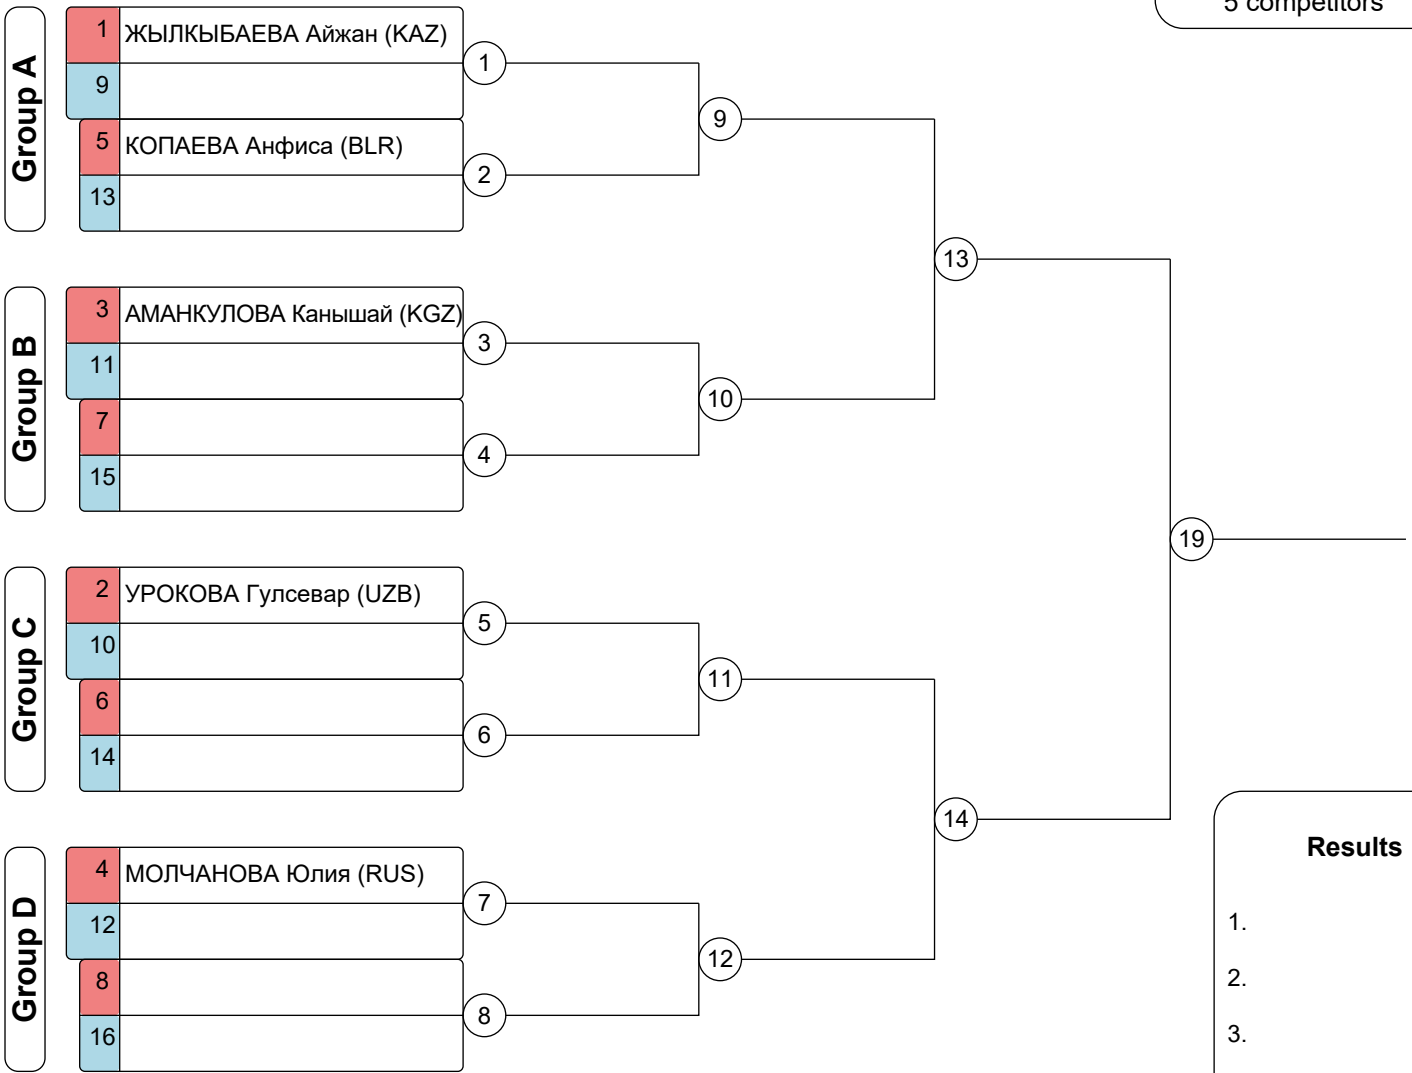 5 competitors
Group A
1 ЖЫЛКЫБАЕВА Айжан (KAZ)
9
5 КОПАЕВА Анфиса (BLR)
13
1
2
9
Group B
3 АМАНКУЛОВА Канышай (KGZ)
11
7
15
3
4
10
13
Group C
2 УРОКОВА Гулсевар (UZB)
10
6
14
5
6
11
Group D
4 МОЛЧАНОВА Юлия (RUS)
12
8
16
7
8
12
14
19
Results
1.
2.
3.